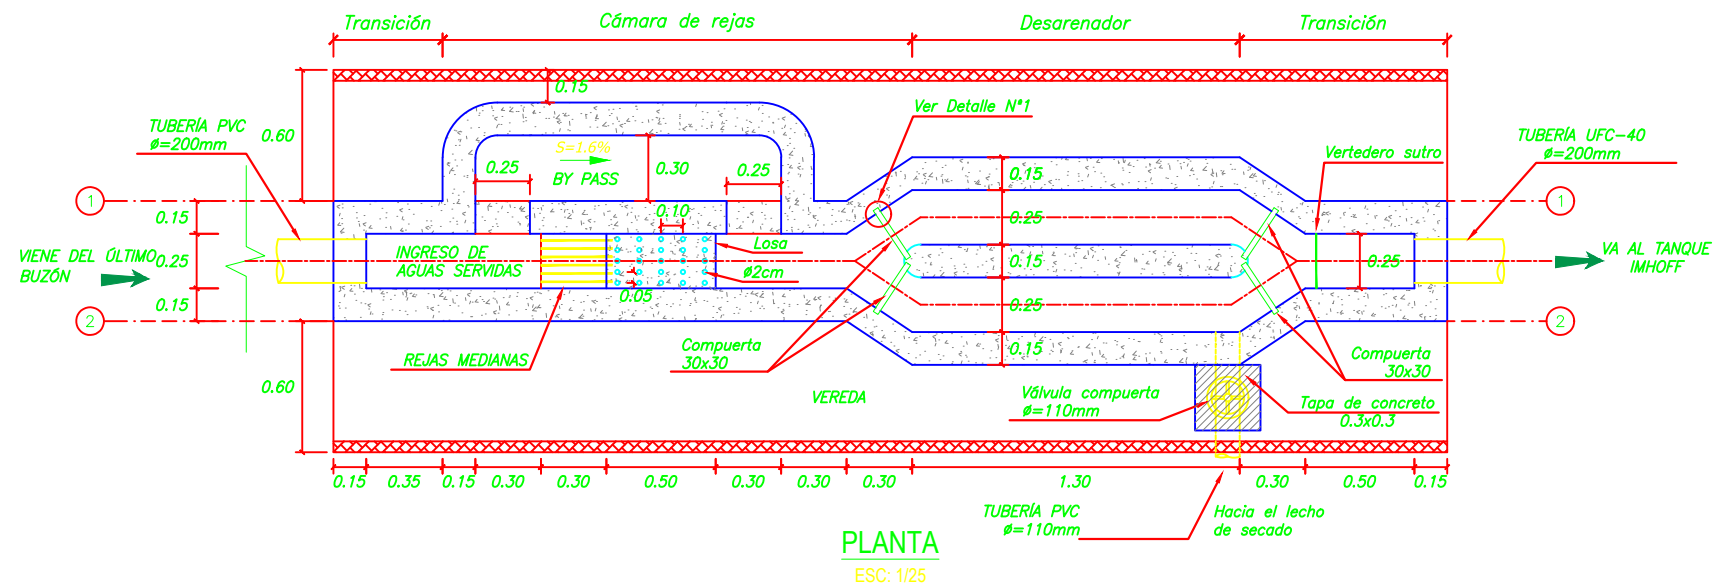 Transición
Cámara de rejas
Desarenador
Transición
0.15
Ver Detalle N°1
TUBERÍA PVC
ø=200mm
0.60
S=1.6%
BY PASS
0.25
0.30
0.25
0.15
TUBERÍA UFC-40
ø=200mm
Vertedero sutro
1
0.15
0.10
0.25
1
VIENE DEL ÚLTIMO
BUZÓN
0.25
INGRESO DE
AGUAS SERVIDAS
Losa
ø2cm
0.05
0.15
0.25
VA AL TANQUE
IMHOFF
0.15
0.25
2
2
REJAS MEDIANAS
Compuerta
30x30
0.15
Compuerta
30x30
0.60
VEREDA
Válvula compuerta
ø=110mm
Tapa de concreto
0.3x0.3
0.15
0.35
0.15
0.30
0.30
0.50
0.30
0.30
0.30
1.30
0.30
0.50
0.15
TUBERÍA PVC
ø=110mm
Hacia el lecho
de secado
PLANTA
ESC: 1/25